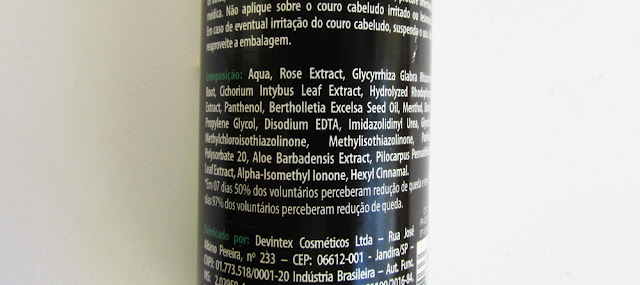 médica. Não aplique sobre o couro cabeludo irritado ou
Em caso de eventual irritação do couro cabeludo, suspenda o uso.
reaproveite a embalagem.
Composição: Aqua, Rose Extract, Glycyrrhiza Glabra
Root, Cichorium Intybus Leaf Extract, Hydrolyzed
Extract, Panthenol, Bertholletia Excelsa Seed Oil, Menthol,
Propylene Glycol, Disodium EDTA, Imidazolidinyl Urea,
Methylchloroisothiazolinone, Methylisothiazolinone,
Polysorbate 20, Aloe Barbadensis Extract, Pilocarpus
Leaf Extract, Alpha-Isomethyl Ionone, Hexyl Cinnamal.
*Em 07 dias 50% dos voluntários perceberam redução de queda e
dias 97% dos voluntários perceberam redução de queda.
Fabricado por: Devintex Cosméticos Ltda – Rua José
Albino Pereira, nº 233 – CEP: 06612-001 - Jandira/SP –
CNPJ: 01.773.518/0001-20 Indústria Brasileira – Aut. Func.